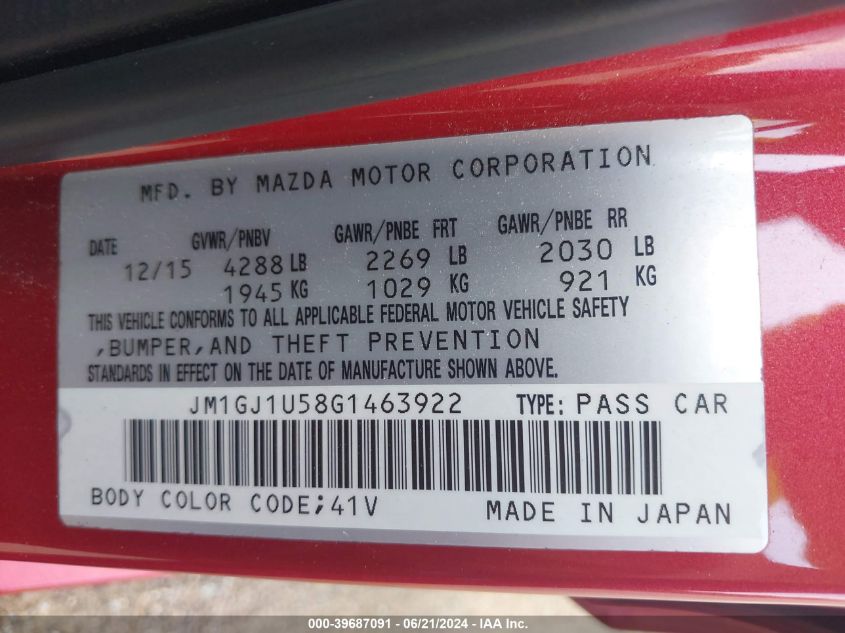 MFD. BY MAZDA MOTOR CORPORATION
DATE GVWR/PNBV GAWR/PNBE FRT GAWR/PNBE RR
12/15 4288 LB 2269 LB 2030 LB
1945 KG 1029 KG 921 KG
THIS VEHICLE CONFORMS TO ALL APPLICABLE FEDERAL MOTOR VEHICLE SAFETY
,BUMPER,AND THEFT PREVENTION
STANDARDS IN EFFECT ON THE DATE OF MANUFACTURE SHOWN ABOVE.
JM1GJ1U58G1463922 TYPE: PASS CAR
BODY COLOR CODE;41V MADE IN JAPAN
000-39687091 - 06/21/2024 - IAA Inc.